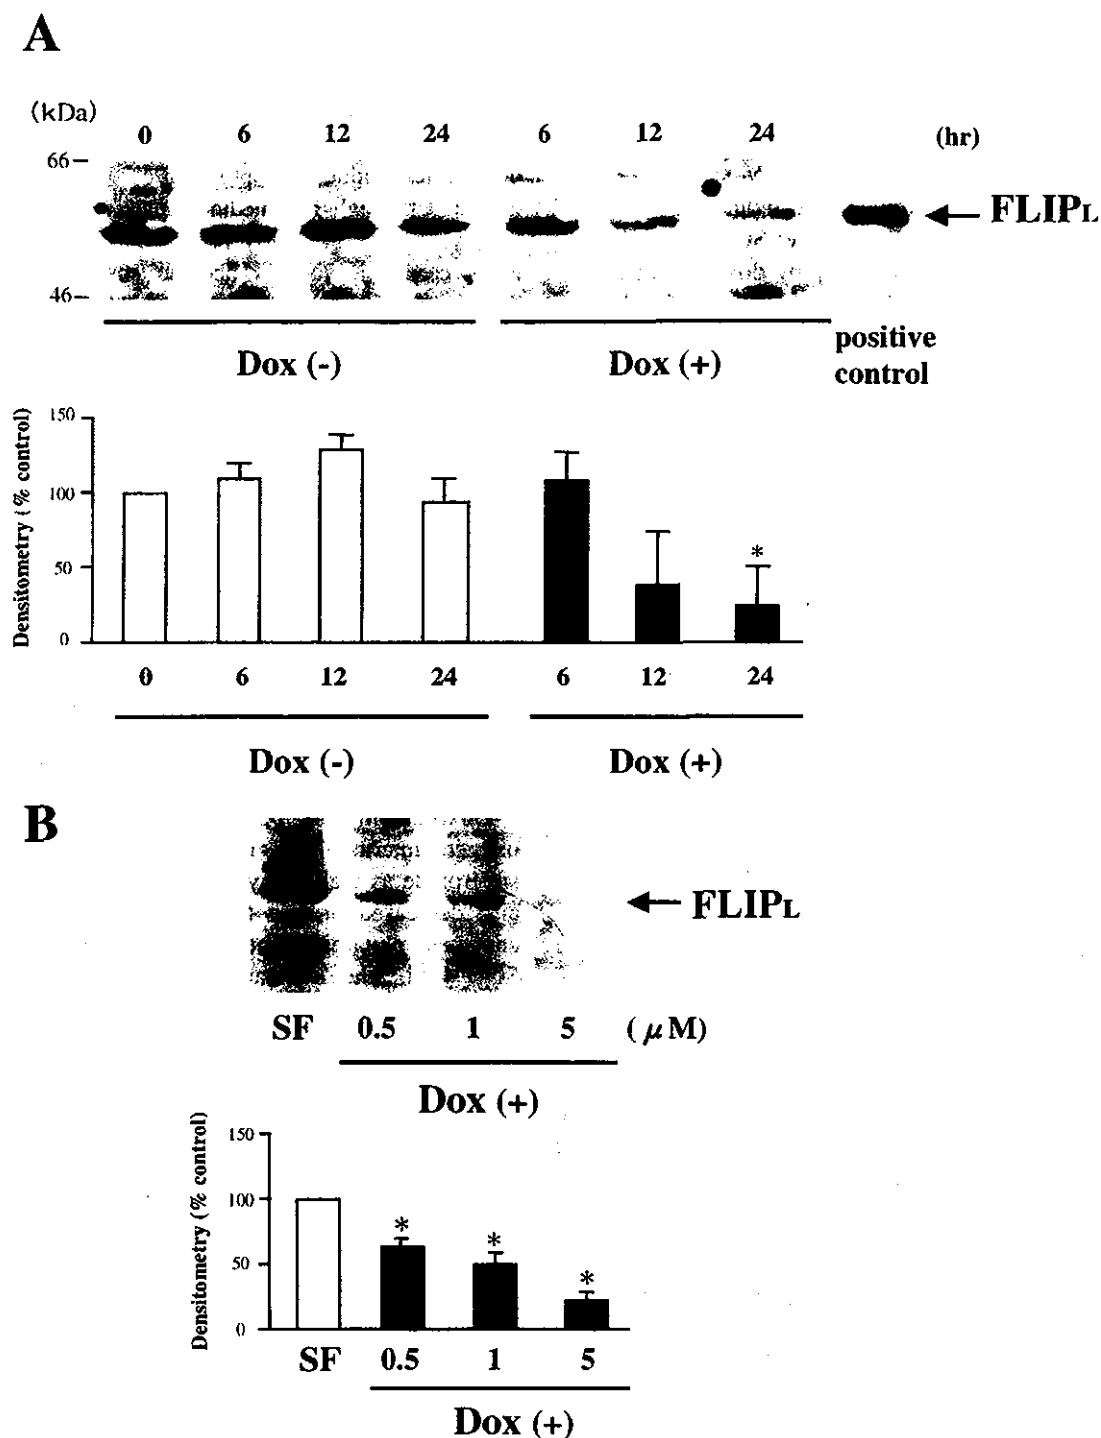 A
(kDa)
0 6 12 24 6 12 24 (hr)
66
FLIPL
46
Dox (-) Dox (+) positive control
Densitometry (% control)
150
100
50
0
0 6 12 24 6 12 24
Dox (-) Dox (+)
B
FLIPL
SF 0.5 1 5 (μM)
Dox (+)
Densitometry (% control)
150
100
50
0
* * *
SF 0.5 1 5
Dox (+)